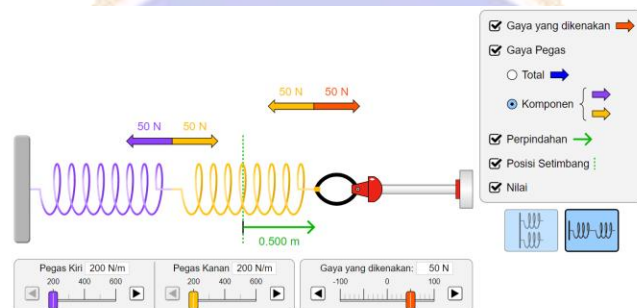 50 N 50 N
50 N 50 N
0.500 m
Gaya yang dikenakan
Gaya Pegas
Total
Komponen
Perpindahan
Posisi Setimbang
Nilai
Pegas Kiri 200 N/m
200 400 600
Pegas Kanan 200 N/m
200 400 600
Gaya yang dikenakan: 50 N
-100 0 100